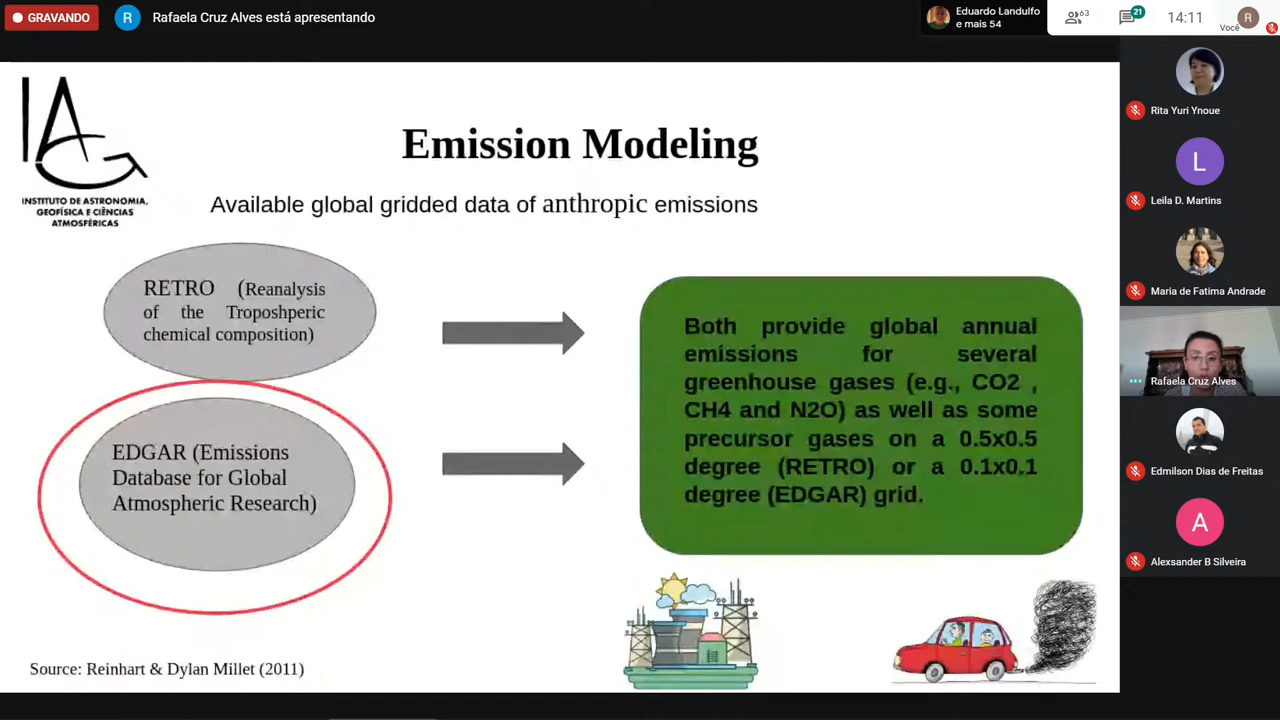 GRAVANDO
R
Rafaela Cruz Alves está apresentando
Eduardo Landulfo
e mais 54
63
21
14:11
Você
R
IAG
INSTITUTO DE ASTRONOMIA,
GEOFÍSICA E CIÊNCIAS
ATMOSFÉRICAS
Emission Modeling
Available global gridded data of anthropic emissions
RETRO (Reanalysis
of the Troposhperic
chemical composition)
EDGAR (Emissions
Database for Global
Atmospheric Research)
Both provide global annual
emissions for several
greenhouse gases (e.g., CO2 ,
CH4 and N2O) as well as some
precursor gases on a 0.5x0.5
degree (RETRO) or a 0.1x0.1
degree (EDGAR) grid.
Source: Reinhart & Dylan Millet (2011)
Rita Yuri Ynoue
L
Leila D. Martins
Maria de Fatima Andrade
Rafaela Cruz Alves
Edmilson Dias de Freitas
A
Alexsander B Silveira